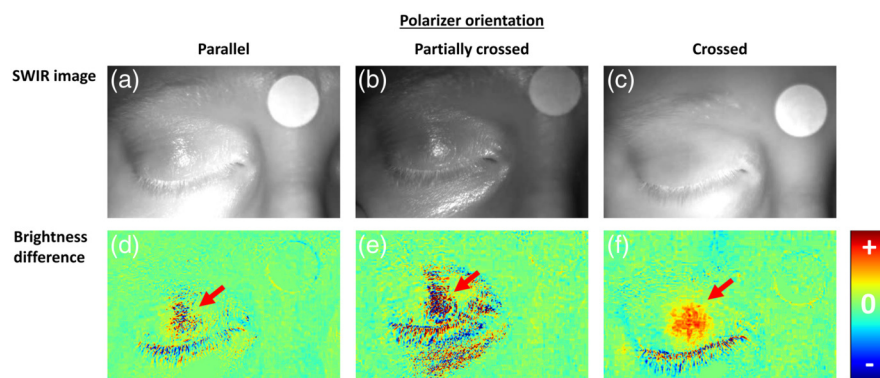 Polarizer orientation
Parallel
Partially crossed
Crossed
SWIR image
(a)
(b)
(c)
Brightness
difference
(d)
(e)
(f)
+
0
-